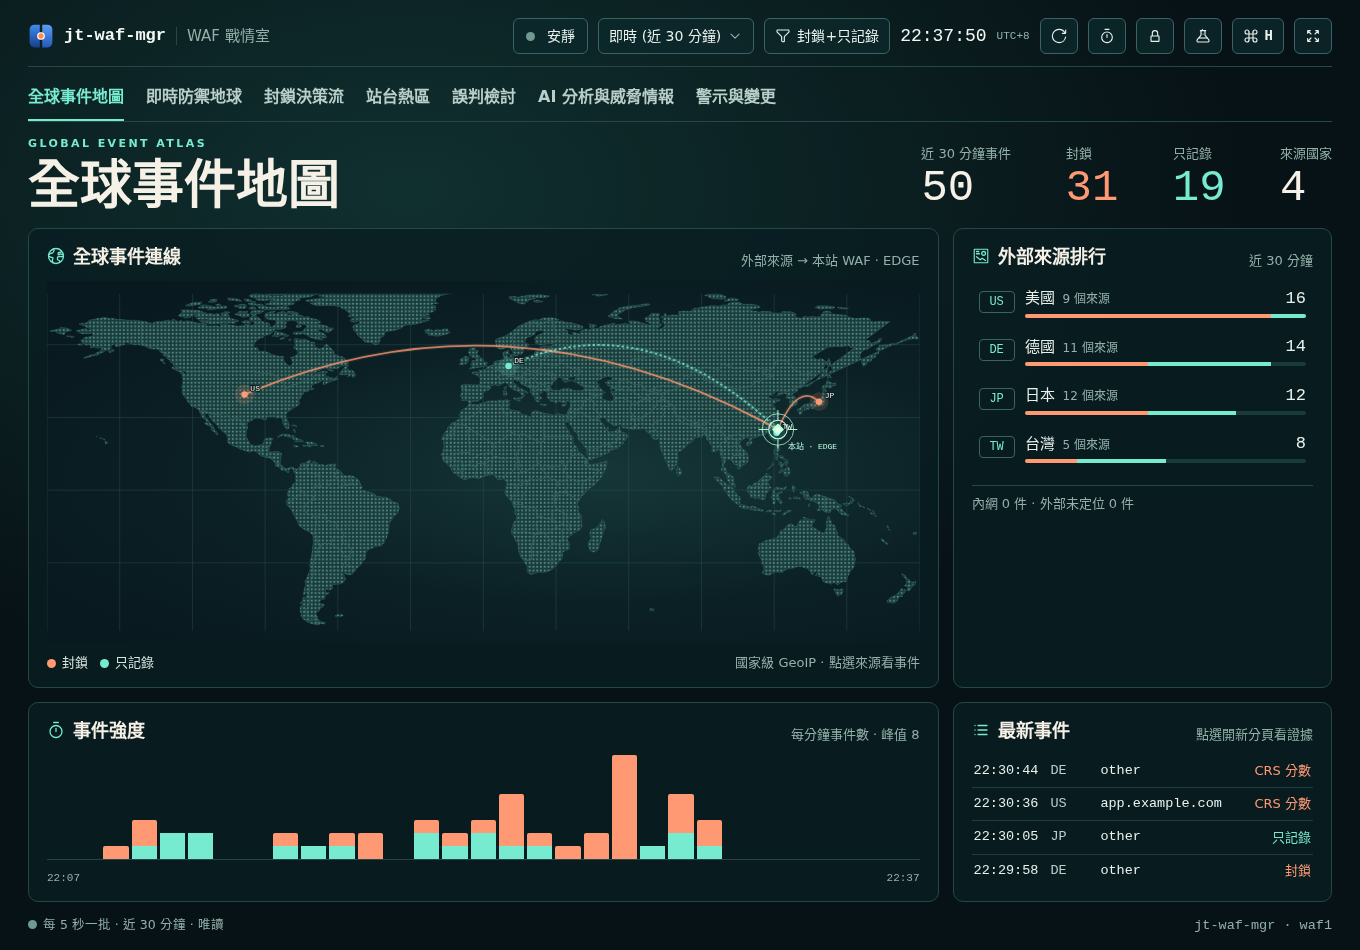 jt-waf-mgr WAF 戰情室 安靜 即時 (近 30 分鐘) 封鎖+只記錄 22:37:50 UTC+8 ⌘ H
全球事件地圖 即時防禦地球 封鎖決策流 站台熱區 誤判檢討 AI 分析與威脅情報 警示與變更
GLOBAL EVENT ATLAS
全球事件地圖
近 30 分鐘事件 封鎖 只記錄 來源國家
50 31 19 4
全球事件連線
外部來源 → 本站 WAF · EDGE
US
DE
JP
本站 · EDGE
封鎖 只記錄
國家級 GeoIP · 點選來源看事件
外部來源排行 近 30 分鐘
US 美國 9 個來源 16
DE 德國 11 個來源 14
JP 日本 12 個來源 12
TW 台灣 5 個來源 8
內網 0 件 · 外部未定位 0 件
事件強度
每分鐘事件數 · 峰值 8
22:07 22:37
最新事件 點選開新分頁看證據
22:30:44 DE other CRS 分數
22:30:36 US app.example.com CRS 分數
22:30:05 JP other 只記錄
22:29:58 DE other 封鎖
每 5 秒一批 · 近 30 分鐘 · 唯讀
jt-waf-mgr · waf1